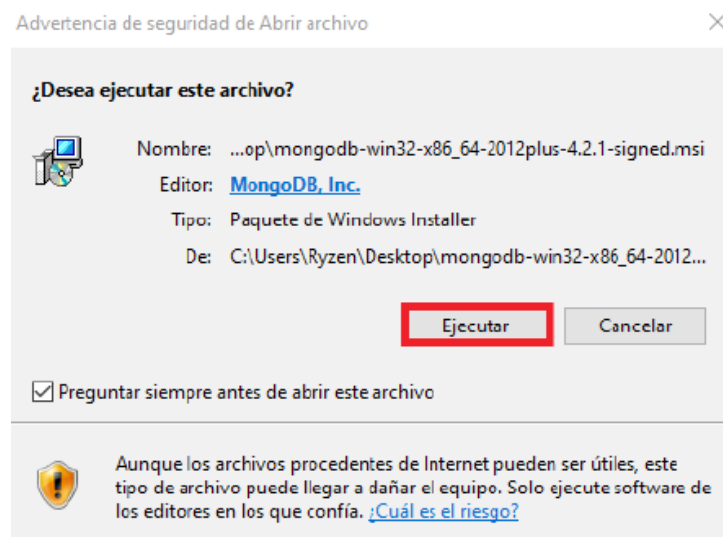 Advertencia de seguridad de Abrir archivo
¿Desea ejecutar este archivo?
Nombre: ...op\mongodb-win32-x86_64-2012plus-4.2.1-signed.msi
Editor: MongoDB, Inc.
Tipo: Paquete de Windows Installer
De: C:\Users\Ryzen\Desktop\mongodb-win32-x86_64-2012...
Ejecutar Cancelar
Preguntar siempre antes de abrir este archivo
Aunque los archivos procedentes de Internet pueden ser útiles, este
tipo de archivo puede llegar a dañar el equipo. Solo ejecute software de
los editores en los que confía. ¿Cuál es el riesgo?